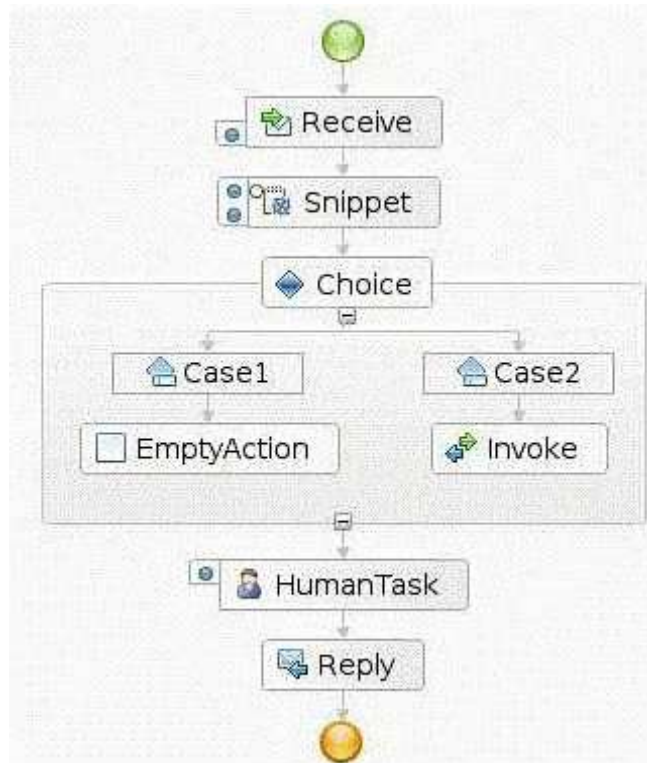 Receive
Snippet
Choice
Case1
Case2
EmptyAction
Invoke
HumanTask
Reply